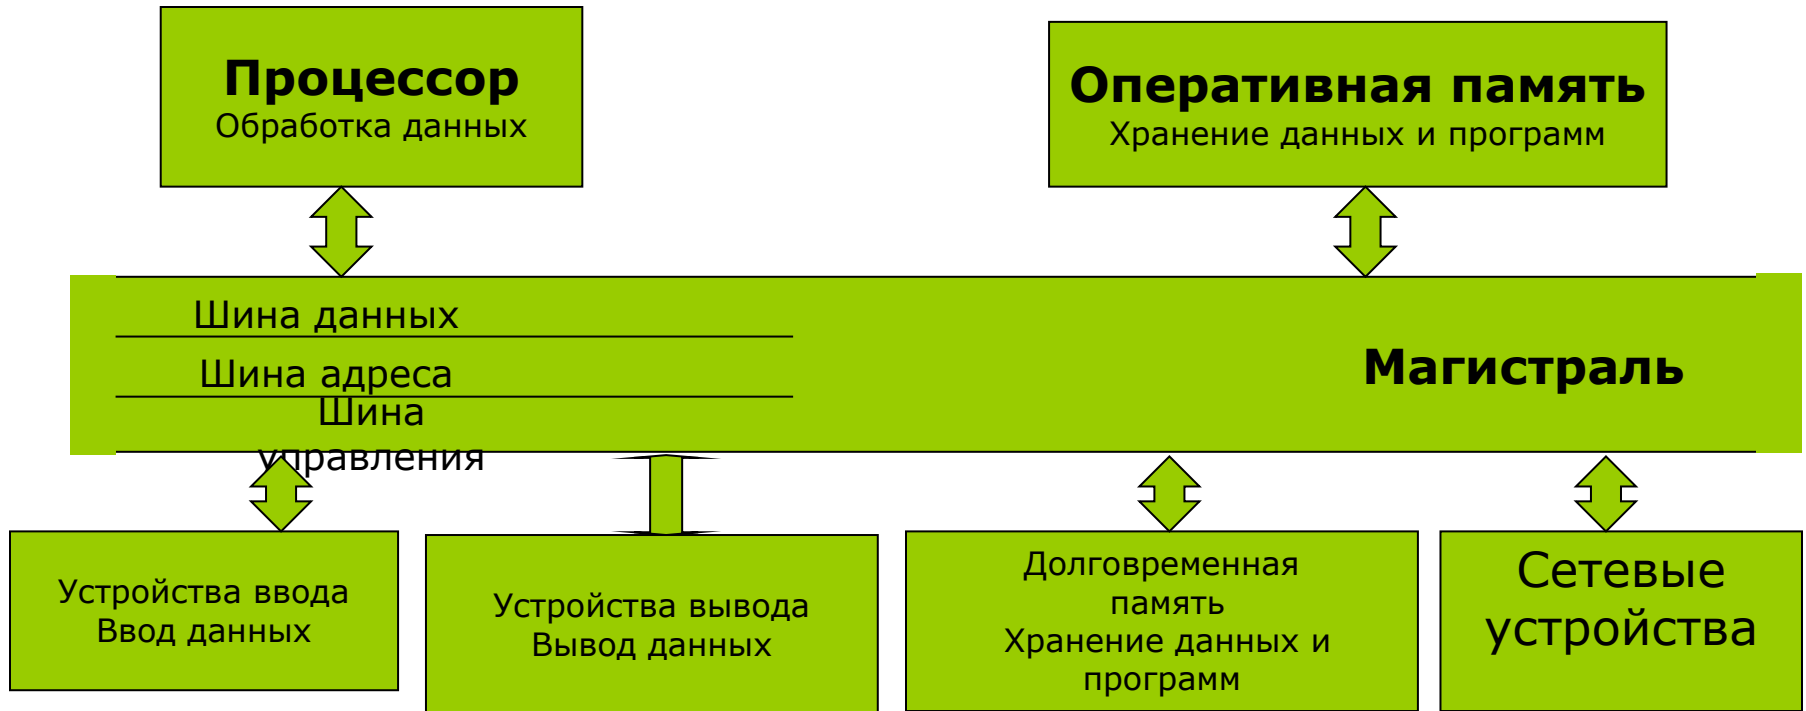 Процессор
Обработка данных
Оперативная память
Хранение данных и программ
Шина данных
Шина адреса
Шина
управления
Магистраль
Устройства ввода
Ввод данных
Устройства вывода
Вывод данных
Долговременная
память
Хранение данных и
программ
Сетевые
устройства